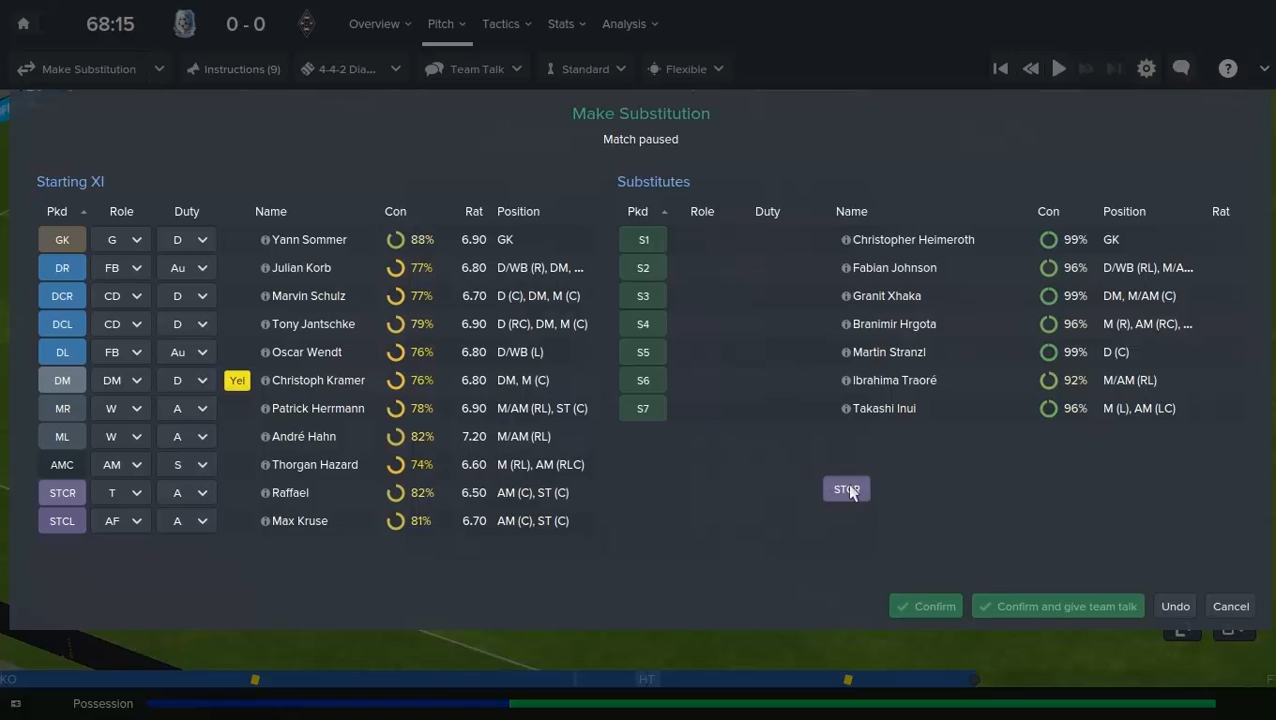 68:15 0 - 0 Overview Pitch Tactics Stats Analysis
Make Substitution Instructions (9) 4-4-2 Dia... Team Talk Standard Flexible ?
Make Substitution
Match paused
Starting XI Substitutes
Pkd Role Duty Name Con Rat Position Pkd Role Duty Name Con Position Rat
GK G D Yann Sommer 88% 6.90 GK S1 Christopher Heimeroth 99% GK
DR FB Au Julian Korb 77% 6.80 D/WB (R), DM, ... S2 Fabian Johnson 96% D/WB (RL), M/A...
DCR CD D Marvin Schulz 77% 6.70 D (C), DM, M (C) S3 Granit Xhaka 99% DM, M/AM (C)
DCL CD D Tony Jantschke 79% 6.90 D (RC), DM, M (C) S4 Branimir Hrgota 96% M (R), AM (RC), ...
DL FB Au Oscar Wendt 76% 6.80 D/WB (L) S5 Martin Stranzl 99% D (C)
DM DM D Yel Christoph Kramer 76% 6.80 DM, M (C) S6 Ibrahima Traoré 92% M/AM (RL)
MR W A Patrick Herrmann 78% 6.90 M/AM (RL), ST (C) S7 Takashi Inui 96% M (L), AM (LC)
ML W A André Hahn 82% 7.20 M/AM (RL)
AMC AM S Thorgan Hazard 74% 6.60 M (RL), AM (RLC)
STCR T A Raffael 82% 6.50 AM (C), ST (C) STCR
STCL AF A Max Kruse 81% 6.70 AM (C), ST (C)
Confirm Confirm and give team talk Undo Cancel
KO HT F
Possession